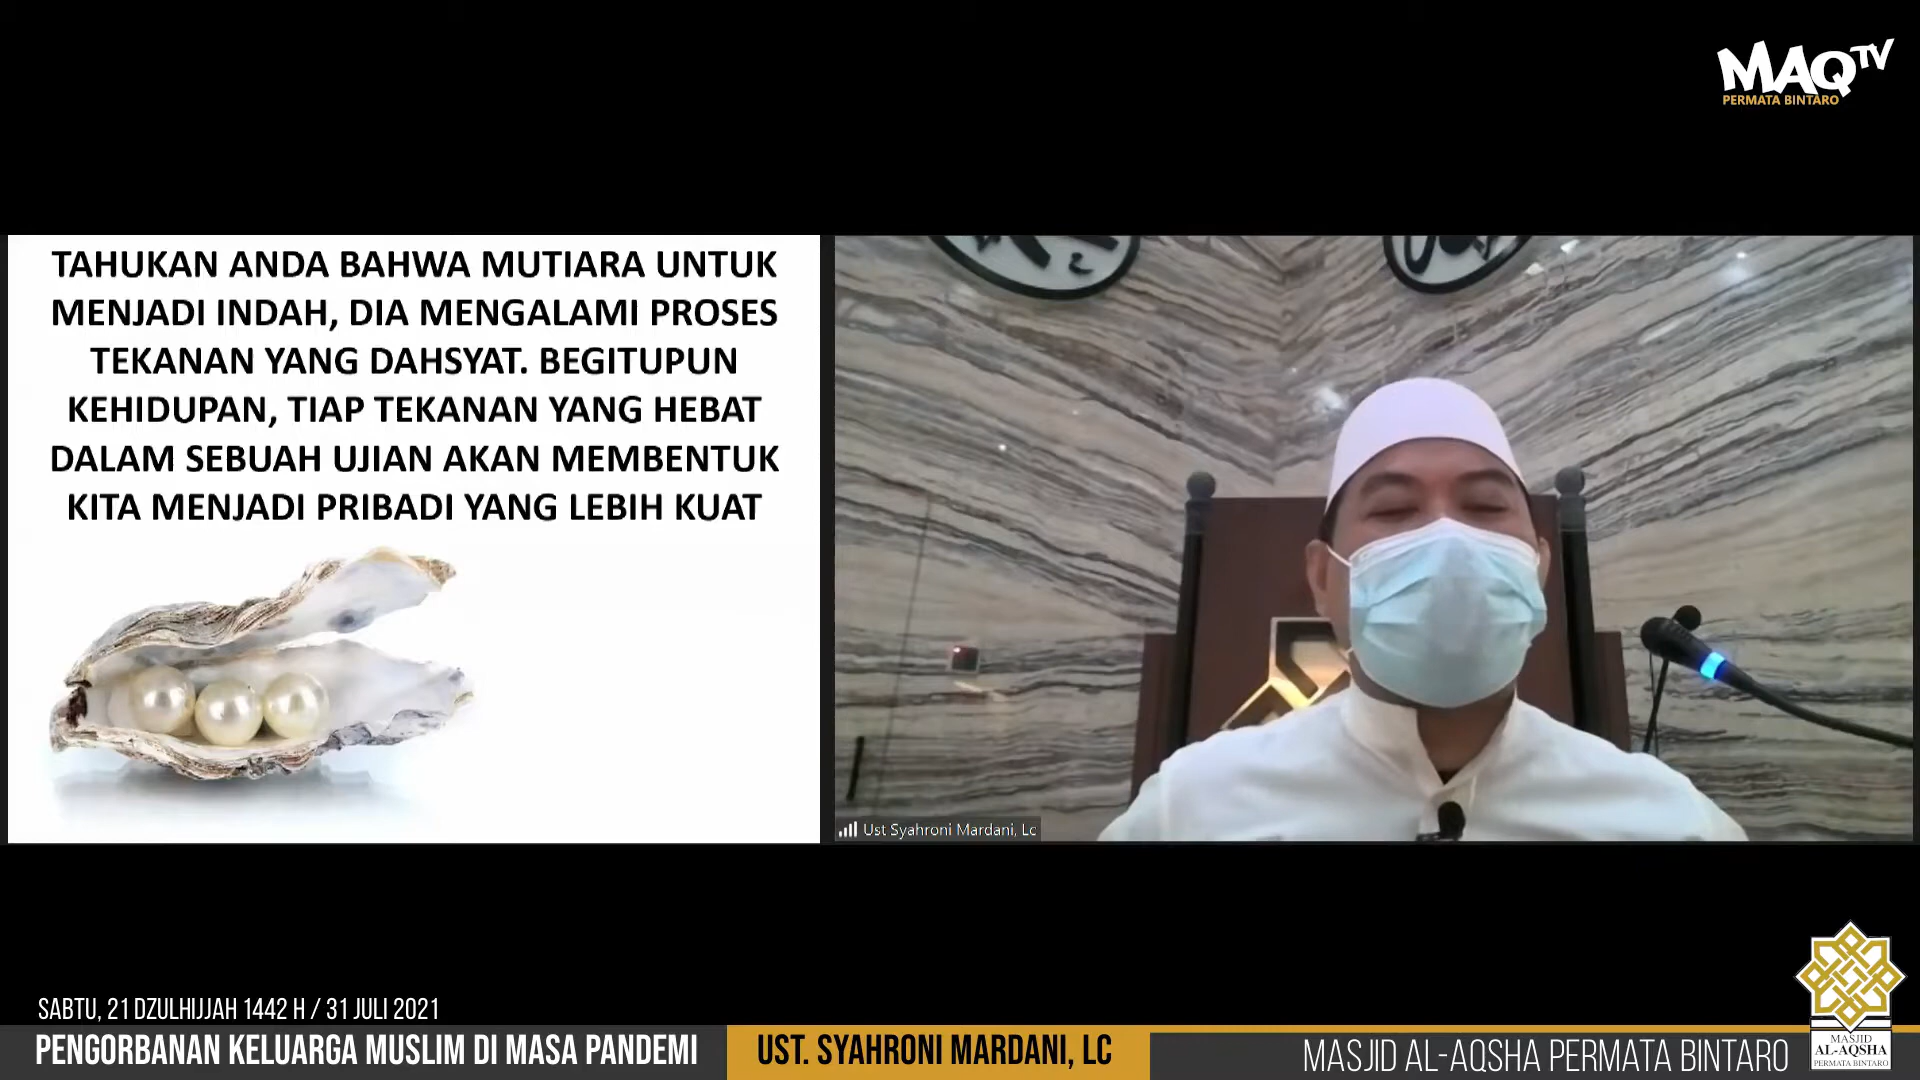 MAQTV
PERMATA BINTARO
TAHUKAN ANDA BAHWA MUTIARA UNTUK
MENJADI INDAH, DIA MENGALAMI PROSES
TEKANAN YANG DAHSYAT. BEGITUPUN
KEHIDUPAN, TIAP TEKANAN YANG HEBAT
DALAM SEBUAH UJIAN AKAN MEMBENTUK
KITA MENJADI PRIBADI YANG LEBIH KUAT
Ust Syahroni Mardani, Lc
SABTU, 21 DZULHIJJAH 1442 H / 31 JULI 2021
PENGORBANAN KELUARGA MUSLIM DI MASA PANDEMI
UST. SYAHRONI MARDANI, LC
MASJID AL-AQSHA PERMATA BINTARO
MASJID
AL-AQSHA
PERMATA BINTARO